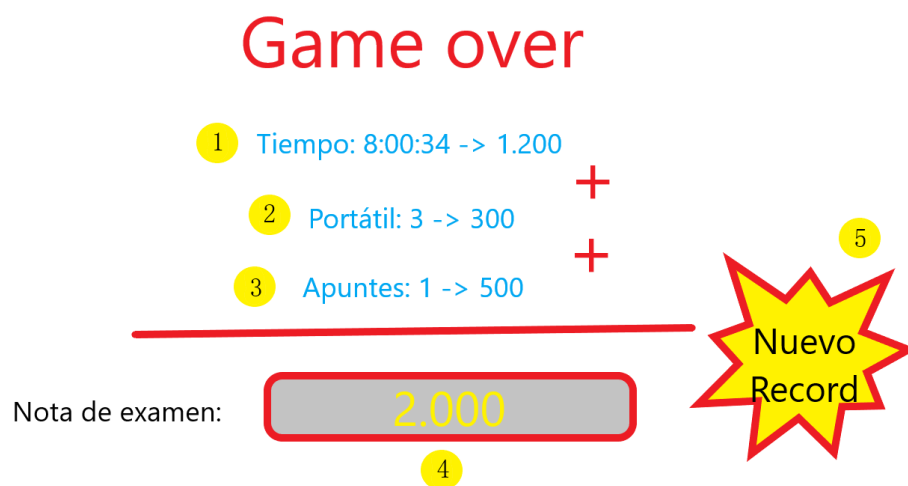 Game over
1 Tiempo: 8:00:34 -> 1.200
+
2 Portátil: 3 -> 300
+
3 Apuntes: 1 -> 500
5
Nuevo
Record
Nota de examen: 2.000
4